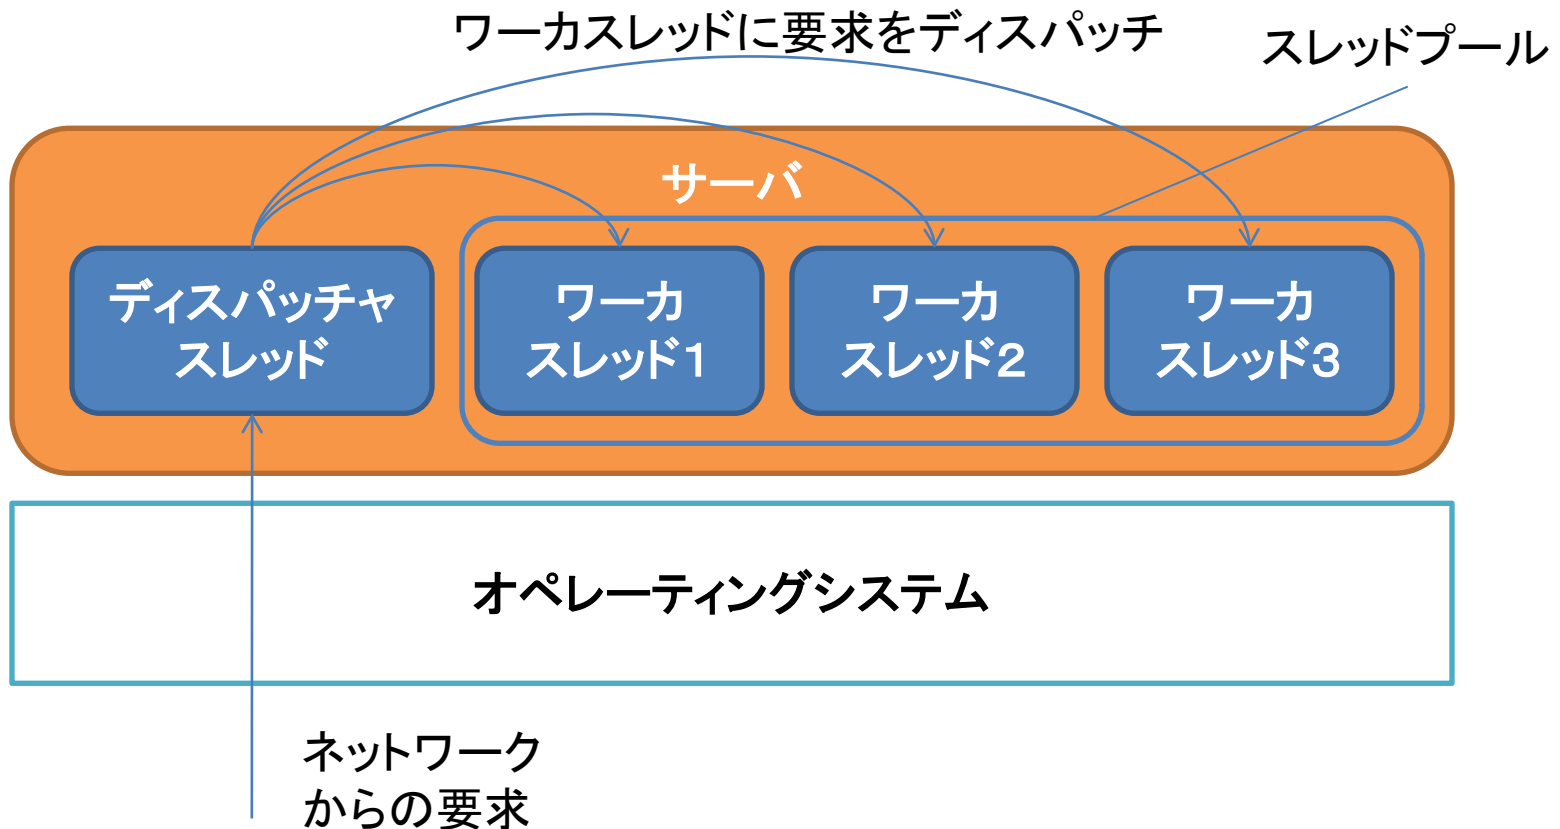 ワーカスレッドに要求をディスパッチ
スレッドプール
サーバ
ディスパッチャ
スレッド
ワーカ
スレッド１
ワーカ
スレッド２
ワーカ
スレッド３
オペレーティングシステム
ネットワーク
からの要求